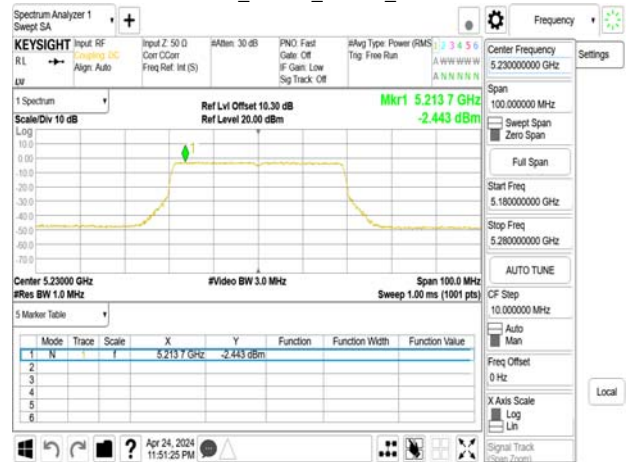 Spectrum Analyzer 1
Swept SA
Frequency
KEYSIGHT
Input: RF
Coupling: DC
Align: Auto
Input Z: 50 Ω
Corr CCorr
Freq Ref: Int (S)
#Atten: 30 dB
PNO: Fast
Gate: Off
IF Gain: Low
Sig Track: Off
#Avg Type: Power (RMS)
Trig: Free Run
1 2 3 4 5 6
A W W W W W
A N N N N N
RL
LW
1 Spectrum
Scale/Div 10 dB
Ref Lvl Offset 10.30 dB
Ref Level 20.00 dBm
Mkr1 5.213 7 GHz
-2.443 dBm
Log
10.0
0.00
-10.0
-20.0
-30.0
-40.0
-50.0
-60.0
-70.0
1
Center 5.23000 GHz
#Res BW 1.0 MHz
#Video BW 3.0 MHz
Span 100.0 MHz
Sweep 1.00 ms (1001 pts)
5 Marker Table
Mode Trace Scale X Y Function Function Width Function Value
1 N 1 f 5.213 7 GHz -2.443 dBm
2
3
4
5
6
Apr 24, 2024
11:51:25 PM
Center Frequency
5.230000000 GHz
Settings
Span
100.000000 MHz
Swept Span
Zero Span
Full Span
Start Freq
5.180000000 GHz
Stop Freq
5.280000000 GHz
AUTO TUNE
CF Step
10.000000 MHz
Auto
Man
Freq Offset
0 Hz
X Axis Scale
Log
Lin
Local
Signal Track
(Span Zoom)